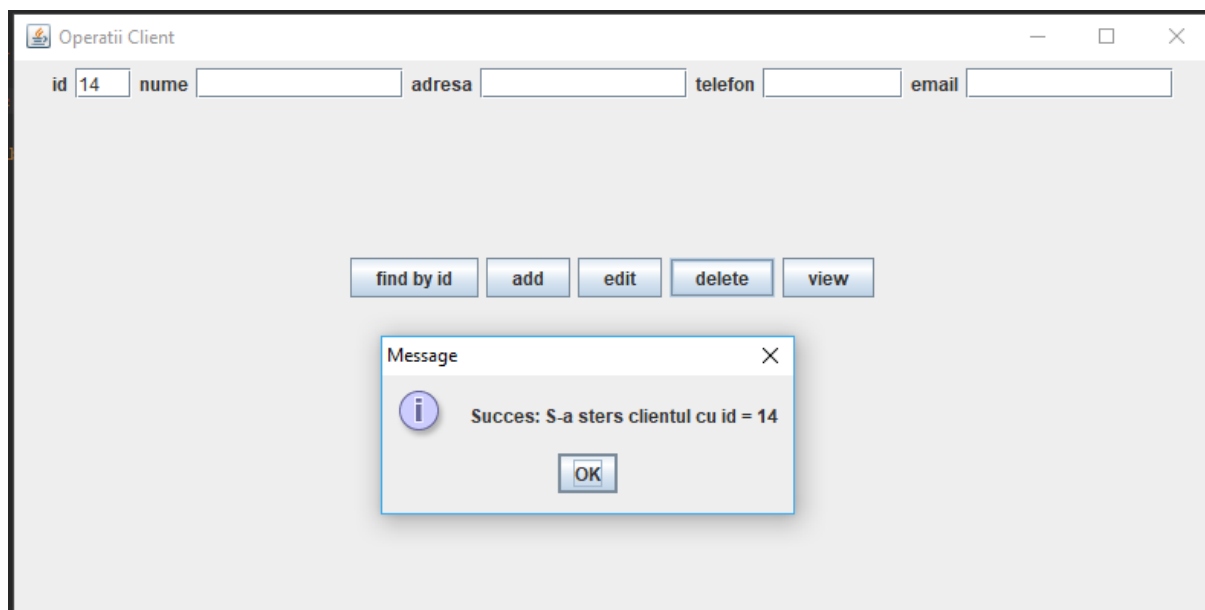 Operatii Client
id 14 nume adresa telefon email
find by id add edit delete view
Message
Succes: S-a sters clientul cu id = 14
OK